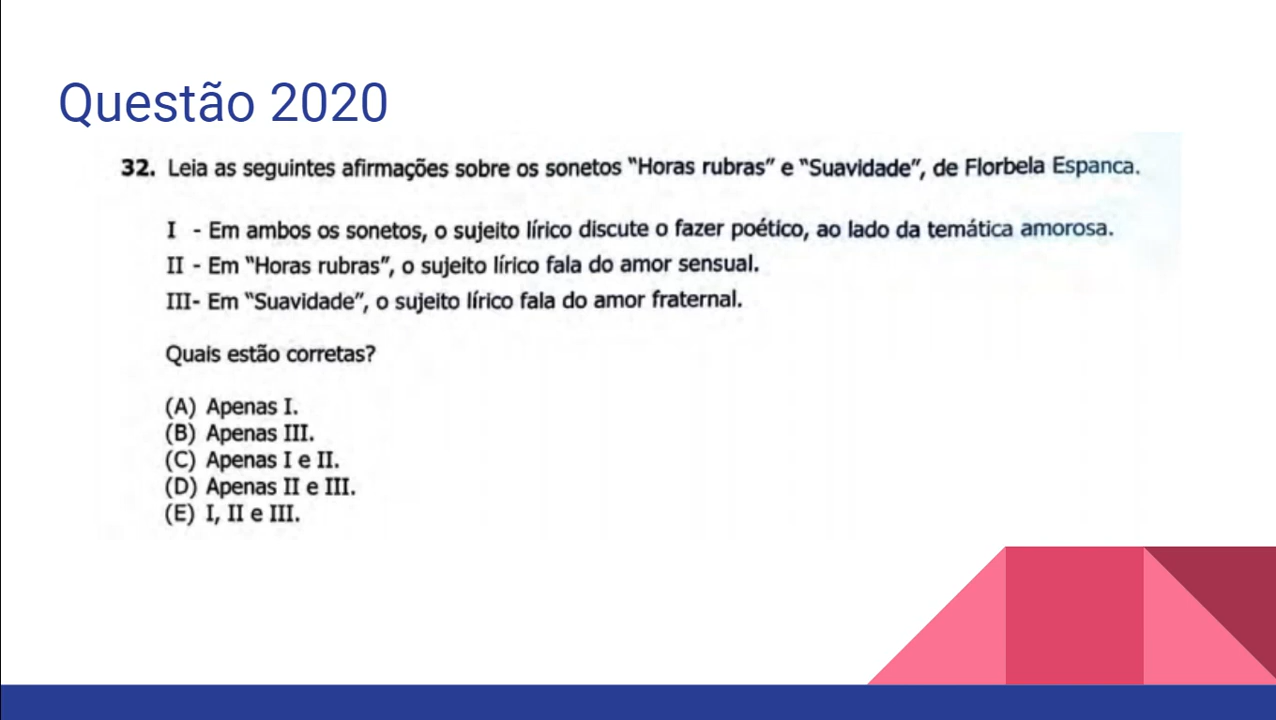 Questão 2020
32. Leia as seguintes afirmações sobre os sonetos "Horas rubras" e "Suavidade", de Florbela Espanca.
I - Em ambos os sonetos, o sujeito lírico discute o fazer poético, ao lado da temática amorosa.
II - Em "Horas rubras", o sujeito lírico fala do amor sensual.
III- Em "Suavidade", o sujeito lírico fala do amor fraternal.
Quais estão corretas?
(A) Apenas I.
(B) Apenas III.
(C) Apenas I e II.
(D) Apenas II e III.
(E) I, II e III.